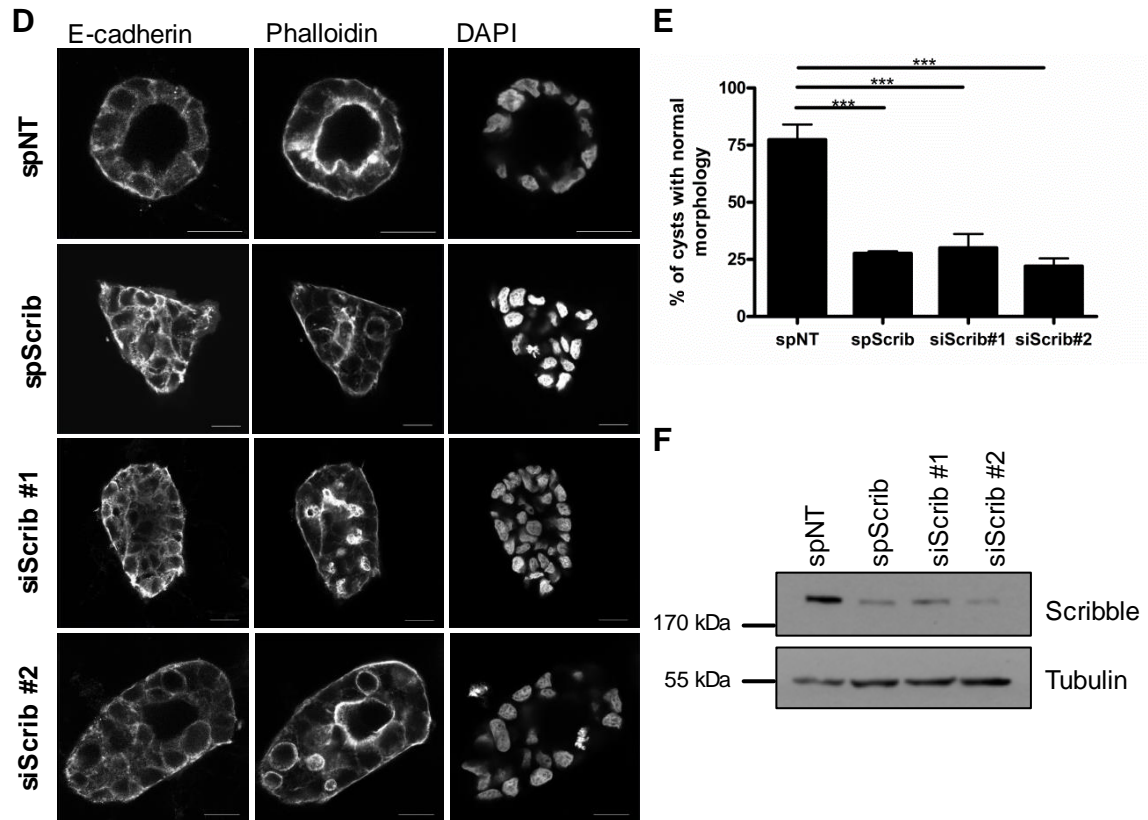 D
E-cadherin Phalloidin DAPI
spNT
spScrib
siScrib #1
siScrib #2
E
% of cysts with normal
morphology
100
75
50
25
0
***
***
***
spNT spScrib siScrib#1 siScrib#2
F
spNT
spScrib
siScrib #1
siScrib #2
170 kDa
Scribble
55 kDa
Tubulin